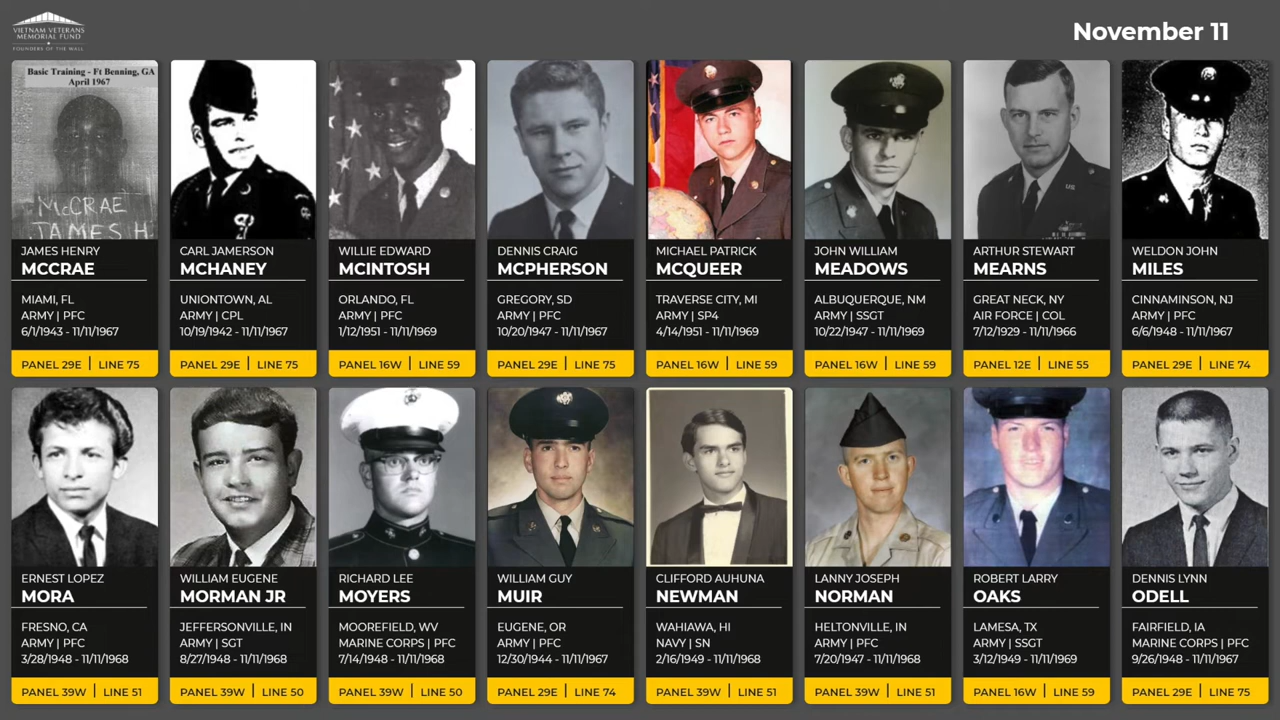 VIETNAM VETERANS
MEMORIAL FUND
FOUNDERS OF THE WALL
November 11
Basic Training - Ft Benning, GA
April 1967
McCRAE
JAMES H
JAMES HENRY
MCCRAE
MIAMI, FL
ARMY | PFC
6/1/1943 - 11/11/1967
PANEL 29E | LINE 75
CARL JAMERSON
MCHANEY
UNIONTOWN, AL
ARMY | CPL
10/19/1942 - 11/11/1967
PANEL 29E | LINE 75
WILLIE EDWARD
MCINTOSH
ORLANDO, FL
ARMY | PFC
1/12/1951 - 11/11/1969
PANEL 16W | LINE 59
DENNIS CRAIG
MCPHERSON
GREGORY, SD
ARMY | PFC
10/20/1947 - 11/11/1967
PANEL 29E | LINE 75
MICHAEL PATRICK
MCQUEER
TRAVERSE CITY, MI
ARMY | SP4
4/14/1951 - 11/11/1969
PANEL 16W | LINE 59
JOHN WILLIAM
MEADOWS
ALBUQUERQUE, NM
ARMY | SSGT
10/22/1947 - 11/11/1969
PANEL 16W | LINE 59
ARTHUR STEWART
MEARNS
GREAT NECK, NY
AIR FORCE | COL
7/12/1929 - 11/11/1966
PANEL 12E | LINE 55
WELDON JOHN
MILES
CINNAMINSON, NJ
ARMY | PFC
6/6/1948 - 11/11/1967
PANEL 29E | LINE 74
ERNEST LOPEZ
MORA
FRESNO, CA
ARMY | PFC
3/28/1948 - 11/11/1968
PANEL 39W | LINE 51
WILLIAM EUGENE
MORMAN JR
JEFFERSONVILLE, IN
ARMY | SGT
8/27/1948 - 11/11/1968
PANEL 39W | LINE 50
RICHARD LEE
MOYERS
MOOREFIELD, WV
MARINE CORPS | PFC
7/14/1948 - 11/11/1968
PANEL 39W | LINE 50
WILLIAM GUY
MUIR
EUGENE, OR
ARMY | PFC
12/30/1944 - 11/11/1967
PANEL 29E | LINE 74
CLIFFORD AUHUNA
NEWMAN
WAHIAWA, HI
NAVY | SN
2/16/1949 - 11/11/1968
PANEL 39W | LINE 51
LANNY JOSEPH
NORMAN
HELTONVILLE, IN
ARMY | PFC
7/20/1947 - 11/11/1968
PANEL 39W | LINE 51
ROBERT LARRY
OAKS
LAMESA, TX
ARMY | SSGT
3/12/1949 - 11/11/1969
PANEL 16W | LINE 59
DENNIS LYNN
ODELL
FAIRFIELD, IA
MARINE CORPS | PFC
9/26/1948 - 11/11/1967
PANEL 29E | LINE 75